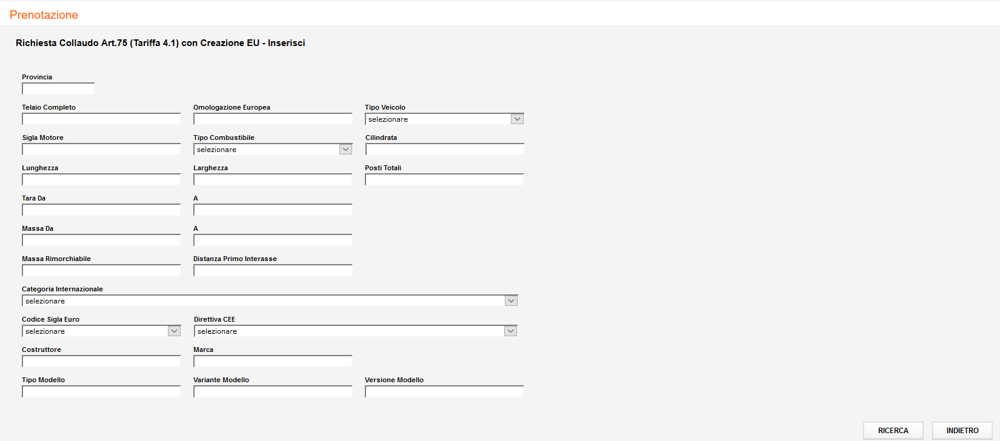 Prenotazione
Richiesta Collaudo Art.75 (Tariffa 4.1) con Creazione EU - Inserisci
Provincia
Telaio Completo Omologazione Europea Tipo Veicolo
selezionare
Sigla Motore Tipo Combustibile Cilindrata
selezionare
Lunghezza Larghezza Posti Totali
Tara Da A
Massa Da A
Massa Rimorchiabile Distanza Primo Interasse
Categoria Internazionale
selezionare
Codice Sigla Euro Direttiva CEE
selezionare selezionare
Costruttore Marca
Tipo Modello Variante Modello Versione Modello
RICERCA INDIETRO